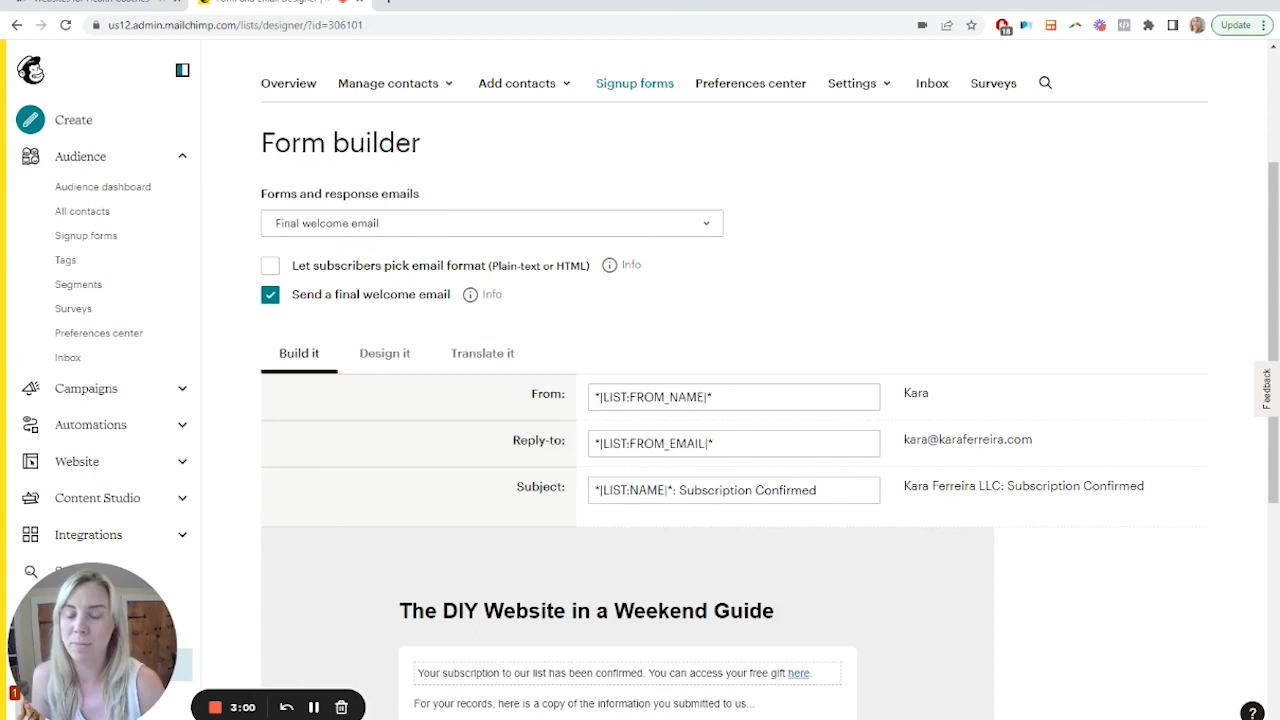 us12.admin.mailchimp.com/lists/designer/?id=306101
18
Update
Overview
Manage contacts
Add contacts
Signup forms
Preferences center
Settings
Inbox
Surveys
Create
Audience
Audience dashboard
All contacts
Signup forms
Tags
Segments
Surveys
Preferences center
Inbox
Campaigns
Automations
Website
Content Studio
Integrations
Form builder
Forms and response emails
Final welcome email
Let subscribers pick email format (Plain-text or HTML)
Info
Send a final welcome email
Info
Build it
Design it
Translate it
From:
*|LIST:FROM_NAME|*
Kara
Reply-to:
*|LIST:FROM_EMAIL|*
kara@karaferreira.com
Subject:
*|LIST:NAME|*: Subscription Confirmed
Kara Ferreira LLC: Subscription Confirmed
The DIY Website in a Weekend Guide
Your subscription to our list has been confirmed. You can access your free gift here.
For your records, here is a copy of the information you submitted to us...
Feedback
1
3:00
?